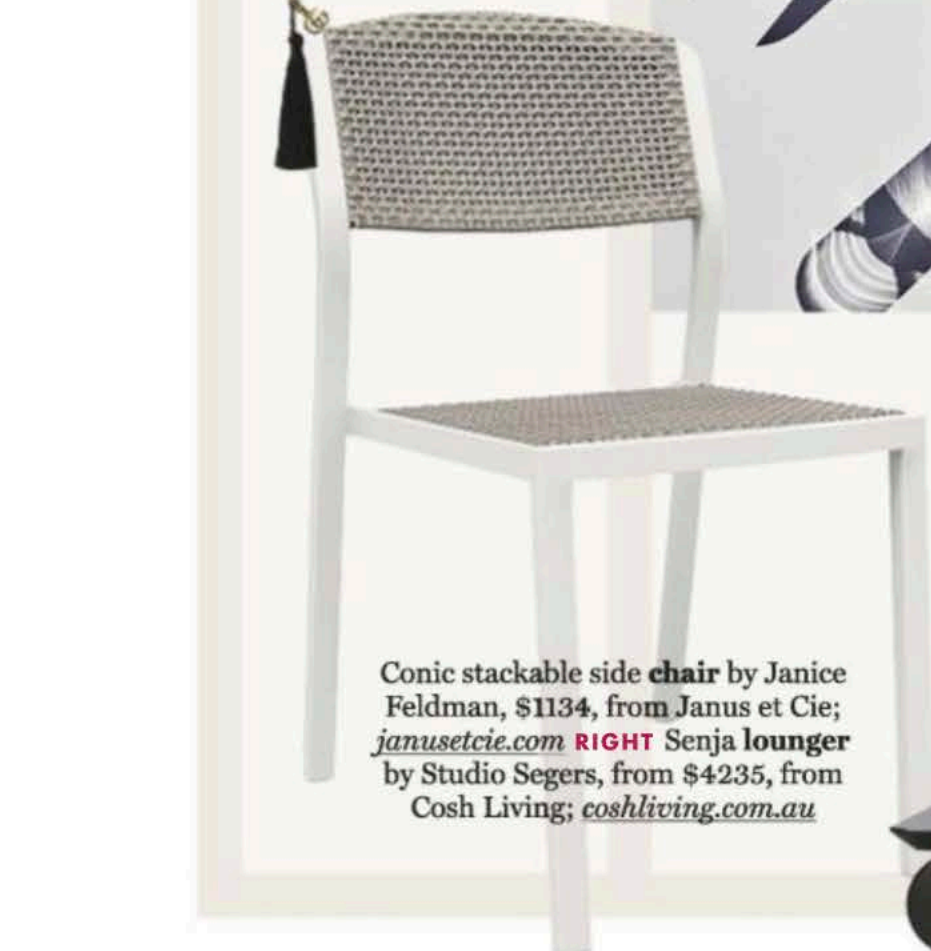 Conic stackable side chair by Janice
Feldman, $1134, from Janus et Cie;
janusetcie.com RIGHT Senja lounger
by Studio Segers, from $4235, from
Cosh Living; coshliving.com.au